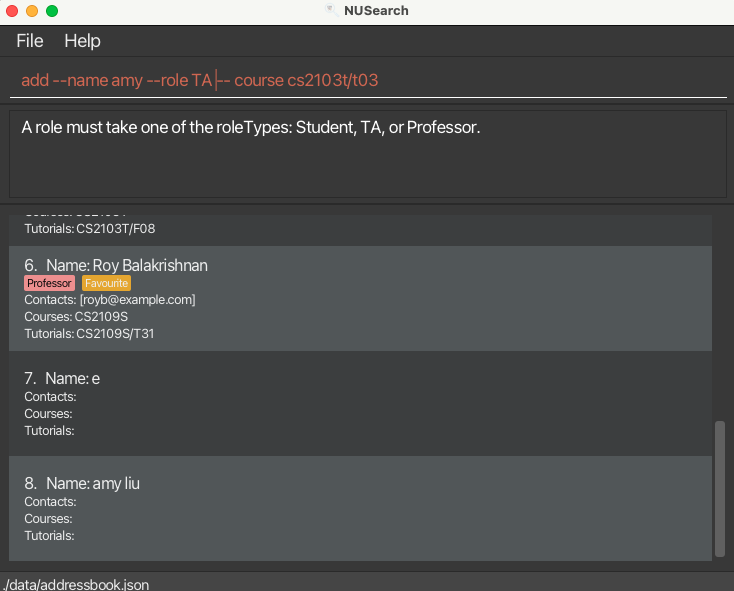 NUSearch
File Help
add --name amy --role TA -- course cs2103t/t03
A role must take one of the roleTypes: Student, TA, or Professor.
Tutorials: CS2103T/F08
6. Name: Roy Balakrishnan
Professor Favourite
Contacts: [royb@example.com]
Courses: CS2109S
Tutorials: CS2109S/T31
7. Name: e
Contacts:
Courses:
Tutorials:
8. Name: amy liu
Contacts:
Courses:
Tutorials:
./data/addressbook.json